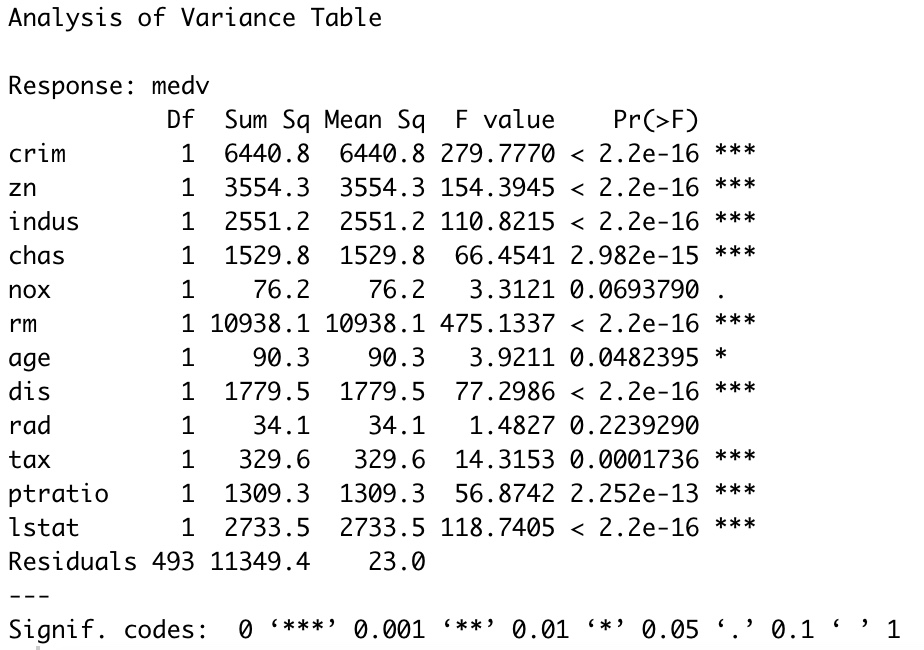 Analysis of Variance Table
Response: medv
Df Sum Sq Mean Sq F value Pr(>F)
crim 1 6440.8 6440.8 279.7770 < 2.2e-16 ***
zn 1 3554.3 3554.3 154.3945 < 2.2e-16 ***
indus 1 2551.2 2551.2 110.8215 < 2.2e-16 ***
chas 1 1529.8 1529.8 66.4541 2.982e-15 ***
nox 1 76.2 76.2 3.3121 0.0693790 .
rm 1 10938.1 10938.1 475.1337 < 2.2e-16 ***
age 1 90.3 90.3 3.9211 0.0482395 *
dis 1 1779.5 1779.5 77.2986 < 2.2e-16 ***
rad 1 34.1 34.1 1.4827 0.2239290
tax 1 329.6 329.6 14.3153 0.0001736 ***
ptratio 1 1309.3 1309.3 56.8742 2.252e-13 ***
lstat 1 2733.5 2733.5 118.7405 < 2.2e-16 ***
Residuals 493 11349.4 23.0
---
Signif. codes: 0 ‘***’ 0.001 ‘**’ 0.01 ‘*’ 0.05 ‘.’ 0.1 ‘ ’ 1